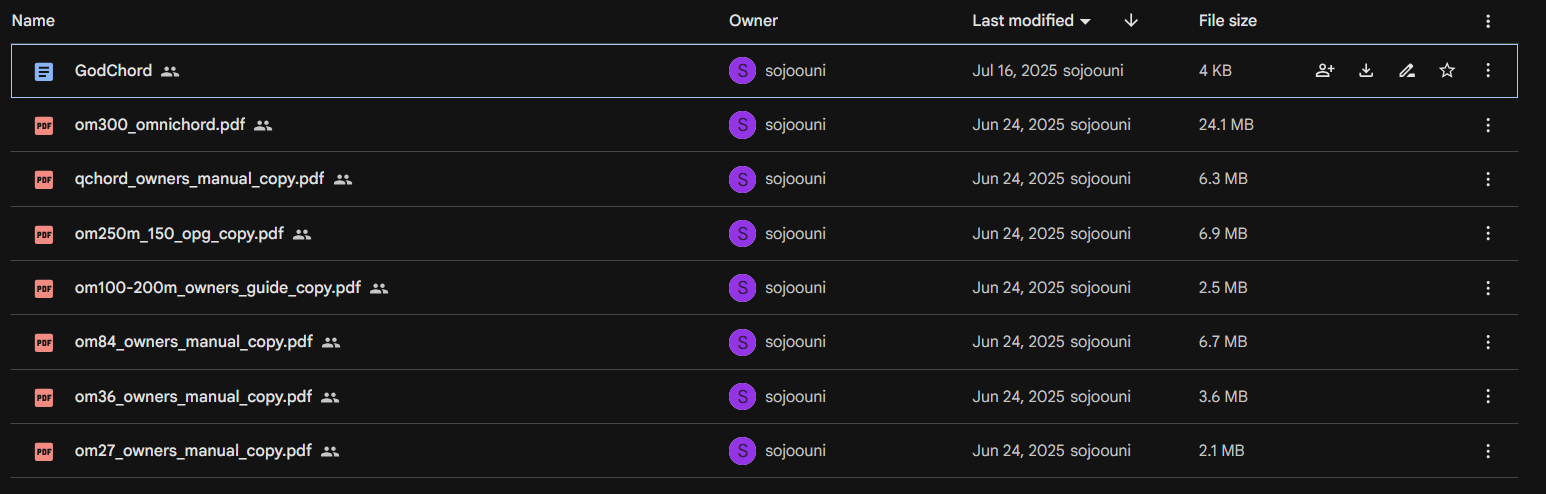 Name Owner Last modified File size
GodChord S sojoouni Jul 16, 2025 sojoouni 4 KB
PDF om300_omnichord.pdf S sojoouni Jun 24, 2025 sojoouni 24.1 MB
PDF qchord_owners_manual_copy.pdf S sojoouni Jun 24, 2025 sojoouni 6.3 MB
PDF om250m_150_opg_copy.pdf S sojoouni Jun 24, 2025 sojoouni 6.9 MB
PDF om100-200m_owners_guide_copy.pdf S sojoouni Jun 24, 2025 sojoouni 2.5 MB
PDF om84_owners_manual_copy.pdf S sojoouni Jun 24, 2025 sojoouni 6.7 MB
PDF om36_owners_manual_copy.pdf S sojoouni Jun 24, 2025 sojoouni 3.6 MB
PDF om27_owners_manual_copy.pdf S sojoouni Jun 24, 2025 sojoouni 2.1 MB